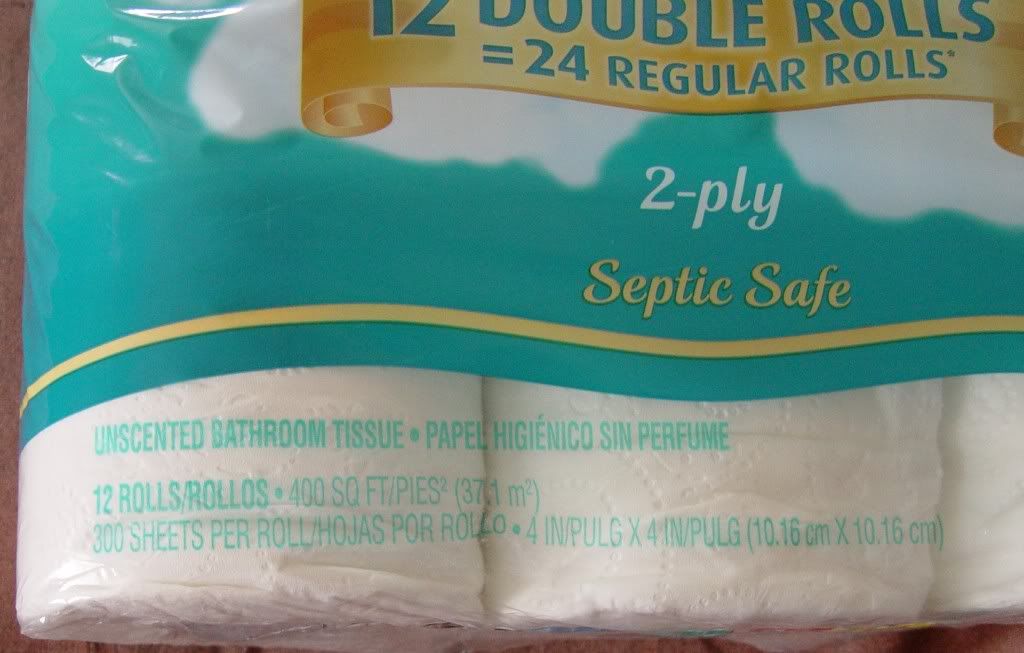 12 DOUBLE ROLLS
= 24 REGULAR ROLLS*
2-ply
Septic Safe
UNSCENTED BATHROOM TISSUE • PAPEL HIGIÉNICO SIN PERFUME
12 ROLLS/ROLLOS • 400 SQ FT/PIES² (37.1 m²)
300 SHEETS PER ROLL/HOJAS POR ROLLO • 4 IN/PULG X 4 IN/PULG (10.16 cm X 10.16 cm)